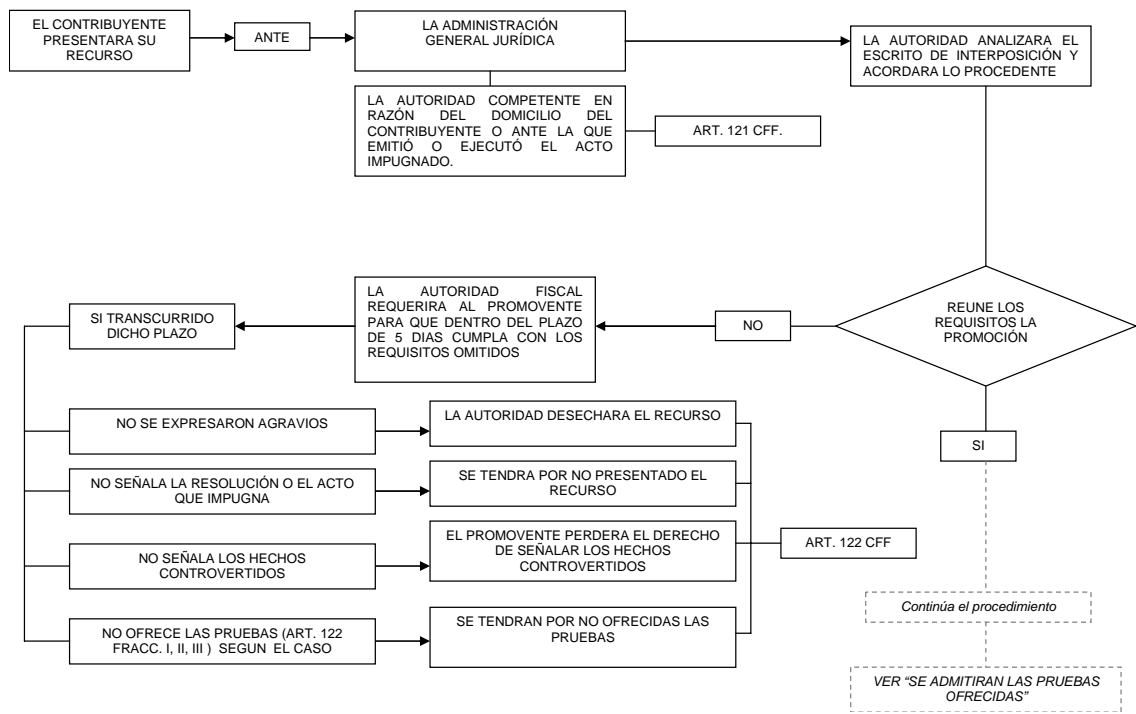 EL CONTRIBUYENTE
PRESENTARA SU
RECURSO
ANTE
LA ADMINISTRACIÓN
GENERAL JURÍDICA
LA AUTORIDAD ANALIZARA EL
ESCRITO DE INTERPOSICIÓN Y
ACORDARA LO PROCEDENTE
LA AUTORIDAD COMPETENTE EN
RAZÓN DEL DOMICILIO DEL
CONTRIBUYENTE O ANTE LA QUE
EMITIÓ O EJECUTÓ EL ACTO
IMPUGNADO.
ART. 121 CFF.
REUNE LOS
REQUISITOS LA
PROMOCIÓN
NO
LA AUTORIDAD FISCAL
REQUERIRA AL PROMOVENTE
PARA QUE DENTRO DEL PLAZO
DE 5 DIAS CUMPLA CON LOS
REQUISITOS OMITIDOS
SI TRANSCURRIDO
DICHO PLAZO
NO SE EXPRESARON AGRAVIOS
LA AUTORIDAD DESECHARA EL RECURSO
SI
NO SEÑALA LA RESOLUCIÓN O EL ACTO
QUE IMPUGNA
SE TENDRA POR NO PRESENTADO EL
RECURSO
NO SEÑALA LOS HECHOS
CONTROVERTIDOS
EL PROMOVENTE PERDERA EL DERECHO
DE SEÑALAR LOS HECHOS
CONTROVERTIDOS
ART. 122 CFF
NO OFRECE LAS PRUEBAS (ART. 122
FRACC. I, II, III ) SEGUN EL CASO
SE TENDRAN POR NO OFRECIDAS LAS
PRUEBAS
Continúa el procedimiento
VER “SE ADMITIRAN LAS PRUEBAS
OFRECIDAS”